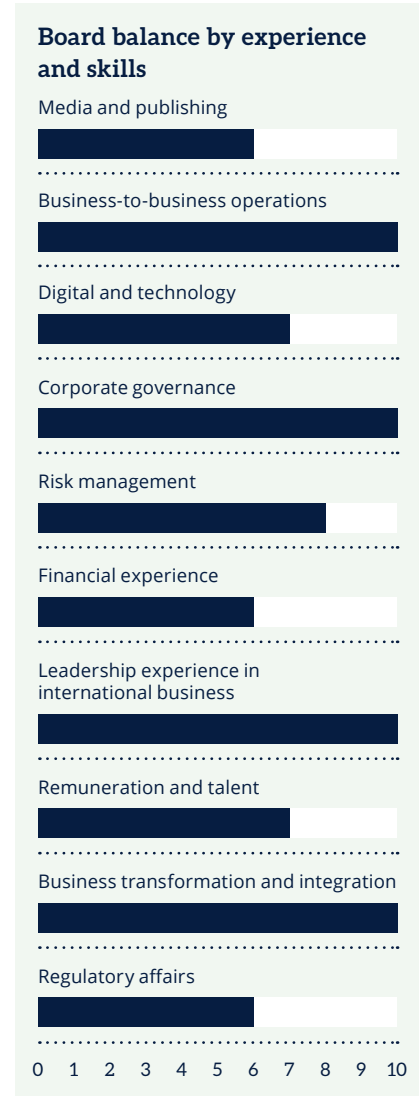 Board balance by experience
and skills
Media and publishing
Business-to-business operations
Digital and technology
Corporate governance
Risk management
Financial experience
Leadership experience in
international business
Remuneration and talent
Business transformation and integration
Regulatory affairs
0 1 2 3 4 5 6 7 8 9 10